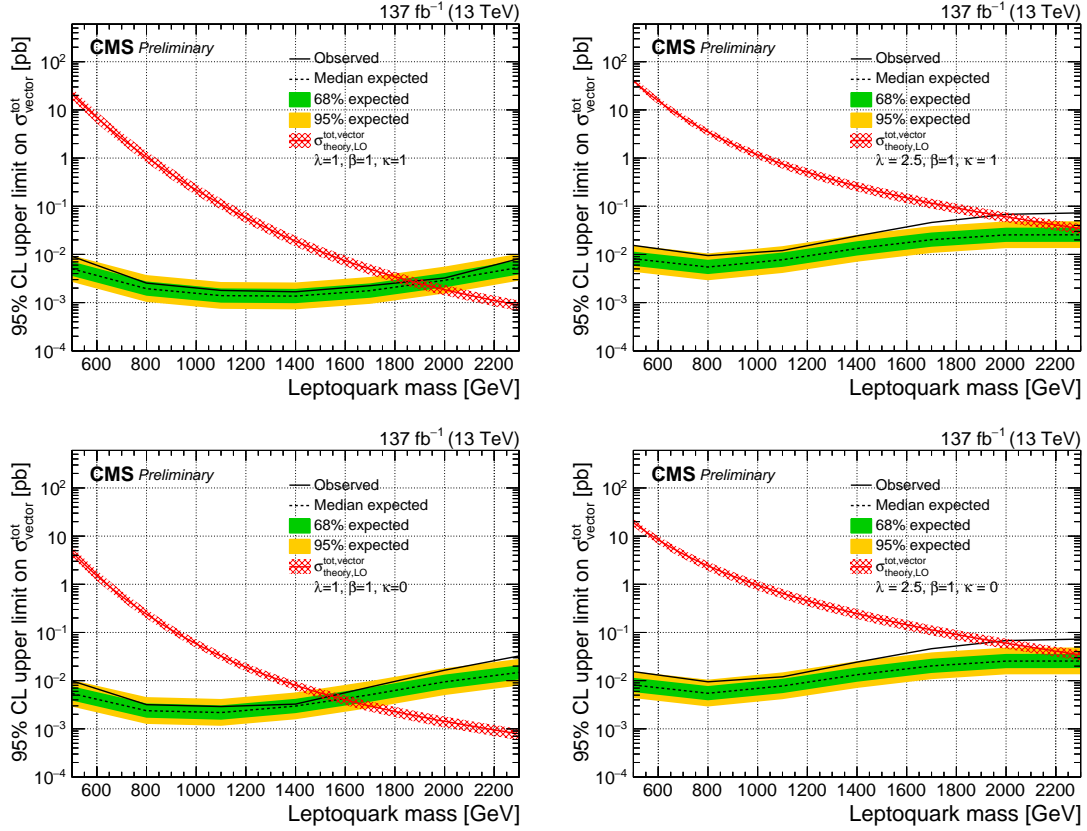 137 fb⁻¹ (13 TeV)
CMS Preliminary
Observed
Median expected
68% expected
95% expected
σ^tot,vector_theory,LO
λ=1, β=1, κ=1
95% CL upper limit on σ^tot_vector [pb]
10²
10
1
10⁻¹
10⁻²
10⁻³
10⁻⁴
600 800 1000 1200 1400 1600 1800 2000 2200
Leptoquark mass [GeV]
137 fb⁻¹ (13 TeV)
CMS Preliminary
Observed
Median expected
68% expected
95% expected
σ^tot,vector_theory,LO
λ = 2.5, β=1, κ = 1
95% CL upper limit on σ^tot_vector [pb]
10²
10
1
10⁻¹
10⁻²
10⁻³
10⁻⁴
600 800 1000 1200 1400 1600 1800 2000 2200
Leptoquark mass [GeV]
137 fb⁻¹ (13 TeV)
CMS Preliminary
Observed
Median expected
68% expected
95% expected
σ^tot,vector_theory,LO
λ=1, β=1, κ=0
95% CL upper limit on σ^tot_vector [pb]
10²
10
1
10⁻¹
10⁻²
10⁻³
10⁻⁴
600 800 1000 1200 1400 1600 1800 2000 2200
Leptoquark mass [GeV]
137 fb⁻¹ (13 TeV)
CMS Preliminary
Observed
Median expected
68% expected
95% expected
σ^tot,vector_theory,LO
λ = 2.5, β=1, κ = 0
95% CL upper limit on σ^tot_vector [pb]
10²
10
1
10⁻¹
10⁻²
10⁻³
10⁻⁴
600 800 1000 1200 1400 1600 1800 2000 2200
Leptoquark mass [GeV]